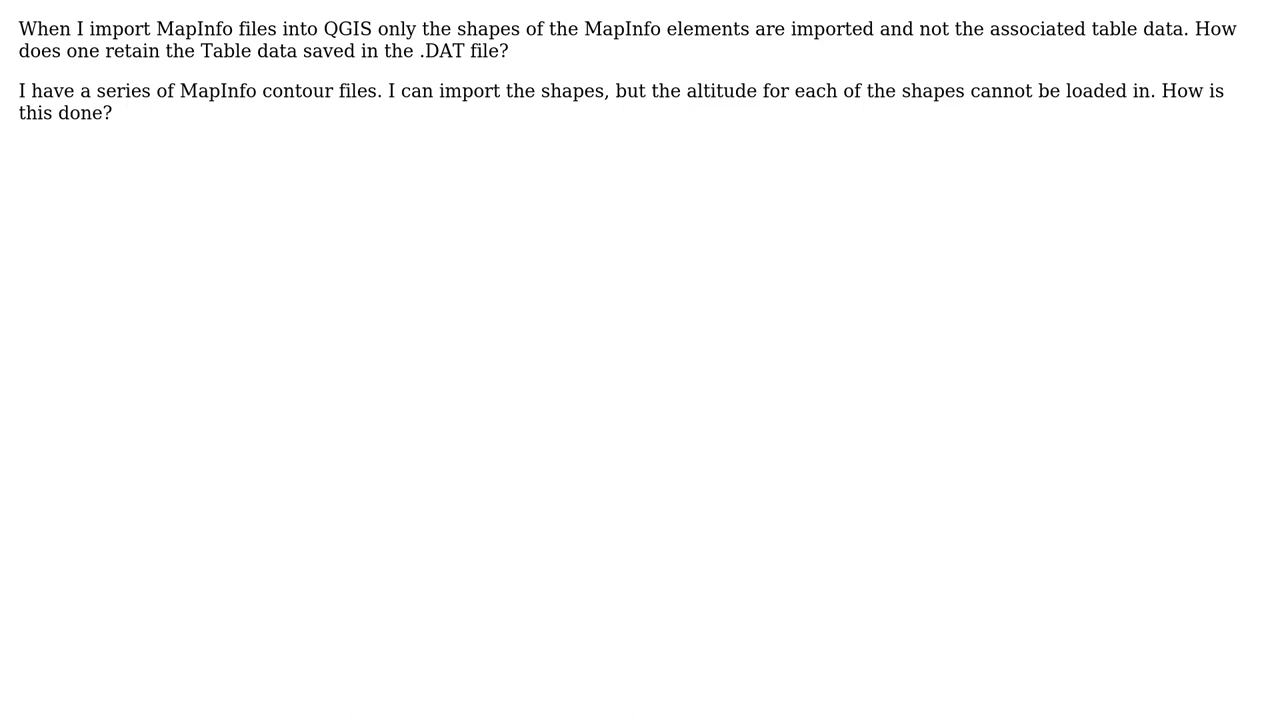 When I import MapInfo files into QGIS only the shapes of the MapInfo elements are imported and not the associated table data. How
does one retain the Table data saved in the .DAT file?
I have a series of MapInfo contour files. I can import the shapes, but the altitude for each of the shapes cannot be loaded in. How is
this done?